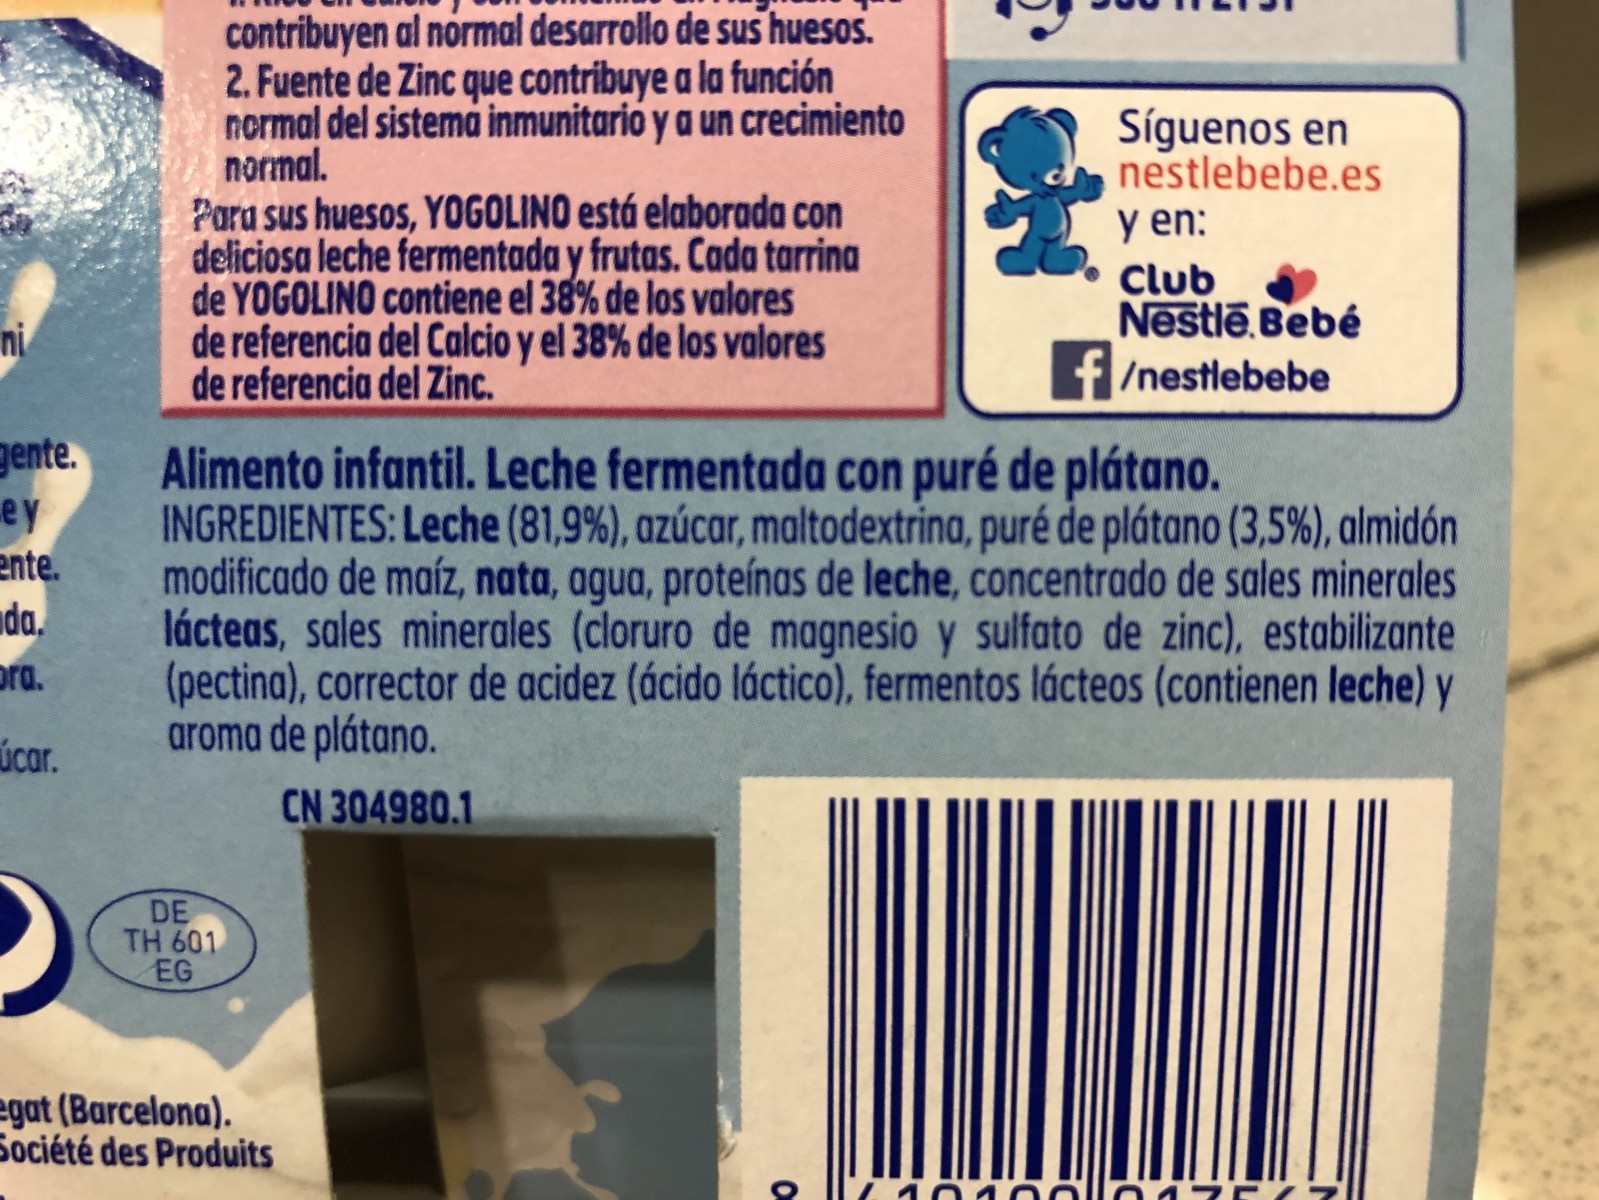 contribuyen al normal desarrollo de sus huesos.
2. Fuente de Zinc que contribuye a la función
normal del sistema inmunitario y a un crecimiento
normal.
Para sus huesos, YOGOLINO está elaborada con
deliciosa leche fermentada y frutas. Cada tarrina
de YOGOLINO contiene el 38% de los valores
de referencia del Calcio y el 38% de los valores
de referencia del Zinc.
Síguenos en
nestlebebe.es
y en:
Club
Nestlé Bebé
f /nestlebebe
Alimento infantil. Leche fermentada con puré de plátano.
INGREDIENTES: Leche (81,9%), azúcar, maltodextrina, puré de plátano (3,5%), almidón
modificado de maíz, nata, agua, proteínas de leche, concentrado de sales minerales
lácteas, sales minerales (cloruro de magnesio y sulfato de zinc), estabilizante
(pectina), corrector de acidez (ácido láctico), fermentos lácteos (contienen leche) y
aroma de plátano.
CN 304980.1
DE
TH 601
EG
(Barcelona).
Société des Produits